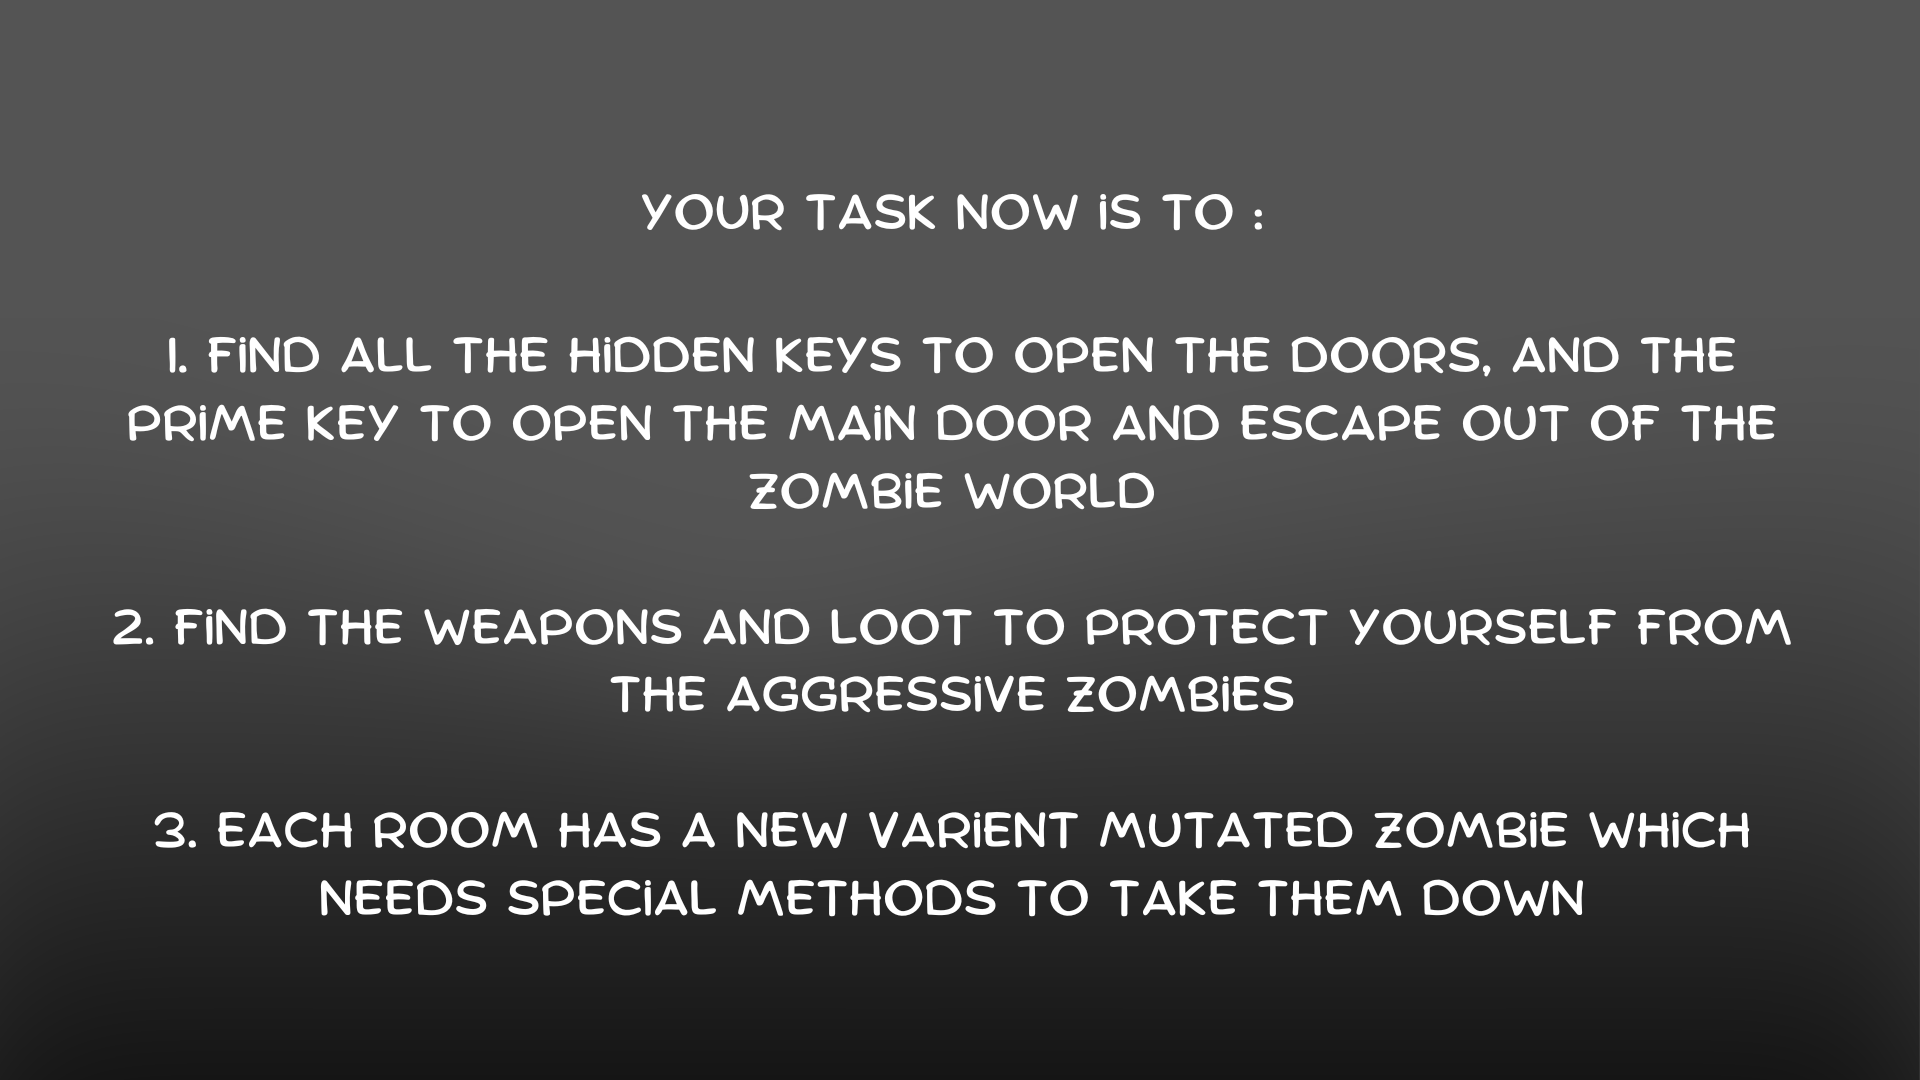 YOUR TASK NOW iS TO :
1. FiND ALL THE HiDDEN KEYS TO OPEN THE DOORS, AND THE
PRiME KEY TO OPEN THE MAiN DOOR AND ESCAPE OUT OF THE
ZOMBiE WORLD
2. FiND THE WEAPONS AND LOOT TO PROTECT YOURSELF FROM
THE AGGRESSiVE ZOMBiES
3. EACH ROOM HAS A NEW VARiENT MUTATED ZOMBiE WHiCH
NEEDS SPECiAL METHODS TO TAKE THEM DOWN